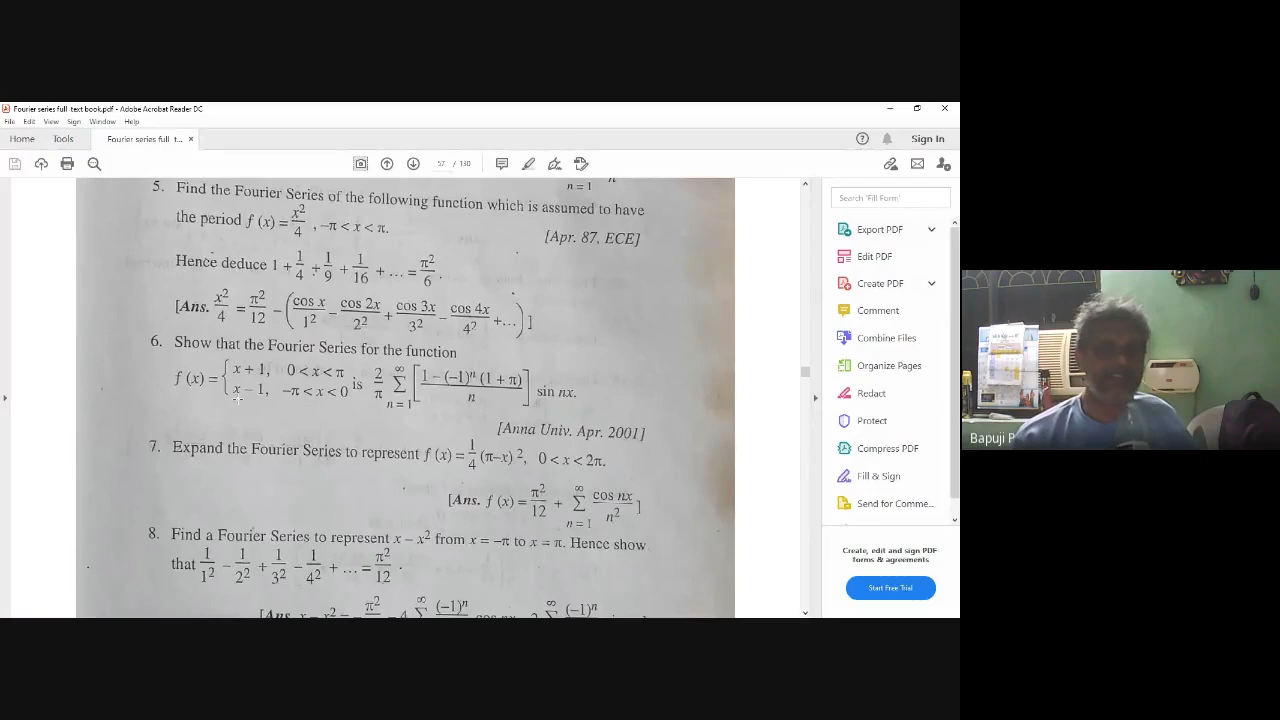 Fourier series full text book.pdf - Adobe Acrobat Reader DC
File Edit View Sign Window Help
Home Tools Fourier series full t... × Sign In
57 / 130
n = 1
5. Find the Fourier Series of the following function which is assumed to have
the period f (x) = x²/4 , −π < x < π.
[Apr. 87, ECE]
Hence deduce 1 + 1/4 + 1/9 + 1/16 + ... = π²/6 .
[Ans. x²/4 = π²/12 − (cos x/1² − cos 2x/2² + cos 3x/3² − cos 4x/4² +...) ]
6. Show that the Fourier Series for the function
f (x) = { x + 1, 0 < x < π
x − 1, −π < x < 0 is 2/π ∞ Σ n = 1 [1 − (−1)ⁿ (1 + π)/n] sin nx.
[Anna Univ. Apr. 2001]
7. Expand the Fourier Series to represent f (x) = 1/4 (π−x) ², 0 < x < 2π.
[Ans. f (x) = π²/12 + ∞ Σ n = 1 cos nx/n² ]
8. Find a Fourier Series to represent x − x² from x = −π to x = π. Hence show
that 1/1² − 1/2² + 1/3² − 1/4² + ... = π²/12 .
Search 'Fill Form'
Export PDF
Edit PDF
Create PDF
Comment
Combine Files
Organize Pages
Redact
Protect
Compress PDF
Fill & Sign
Send for Comme...
Create, edit and sign PDF
forms & agreements
Start Free Trial
Bapuji P